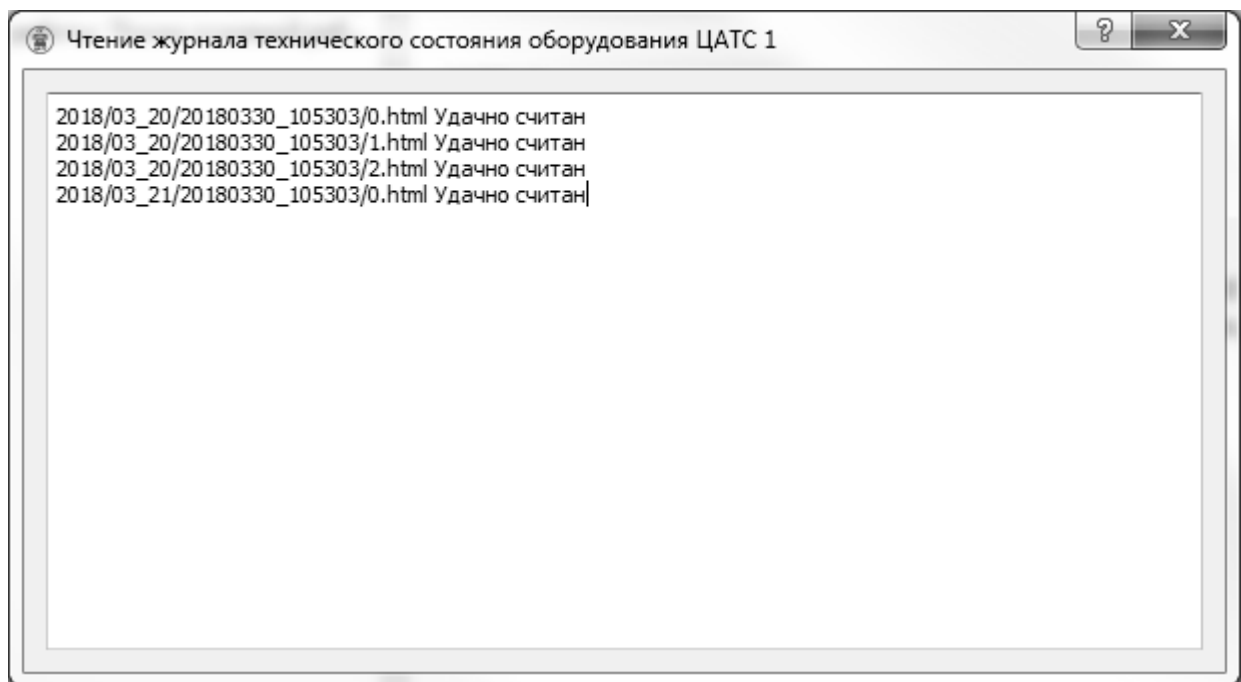 Чтение журнала технического состояния оборудования ЦАТС 1
2018/03_20/20180330_105303/0.html Удачно считан
2018/03_20/20180330_105303/1.html Удачно считан
2018/03_20/20180330_105303/2.html Удачно считан
2018/03_21/20180330_105303/0.html Удачно считан